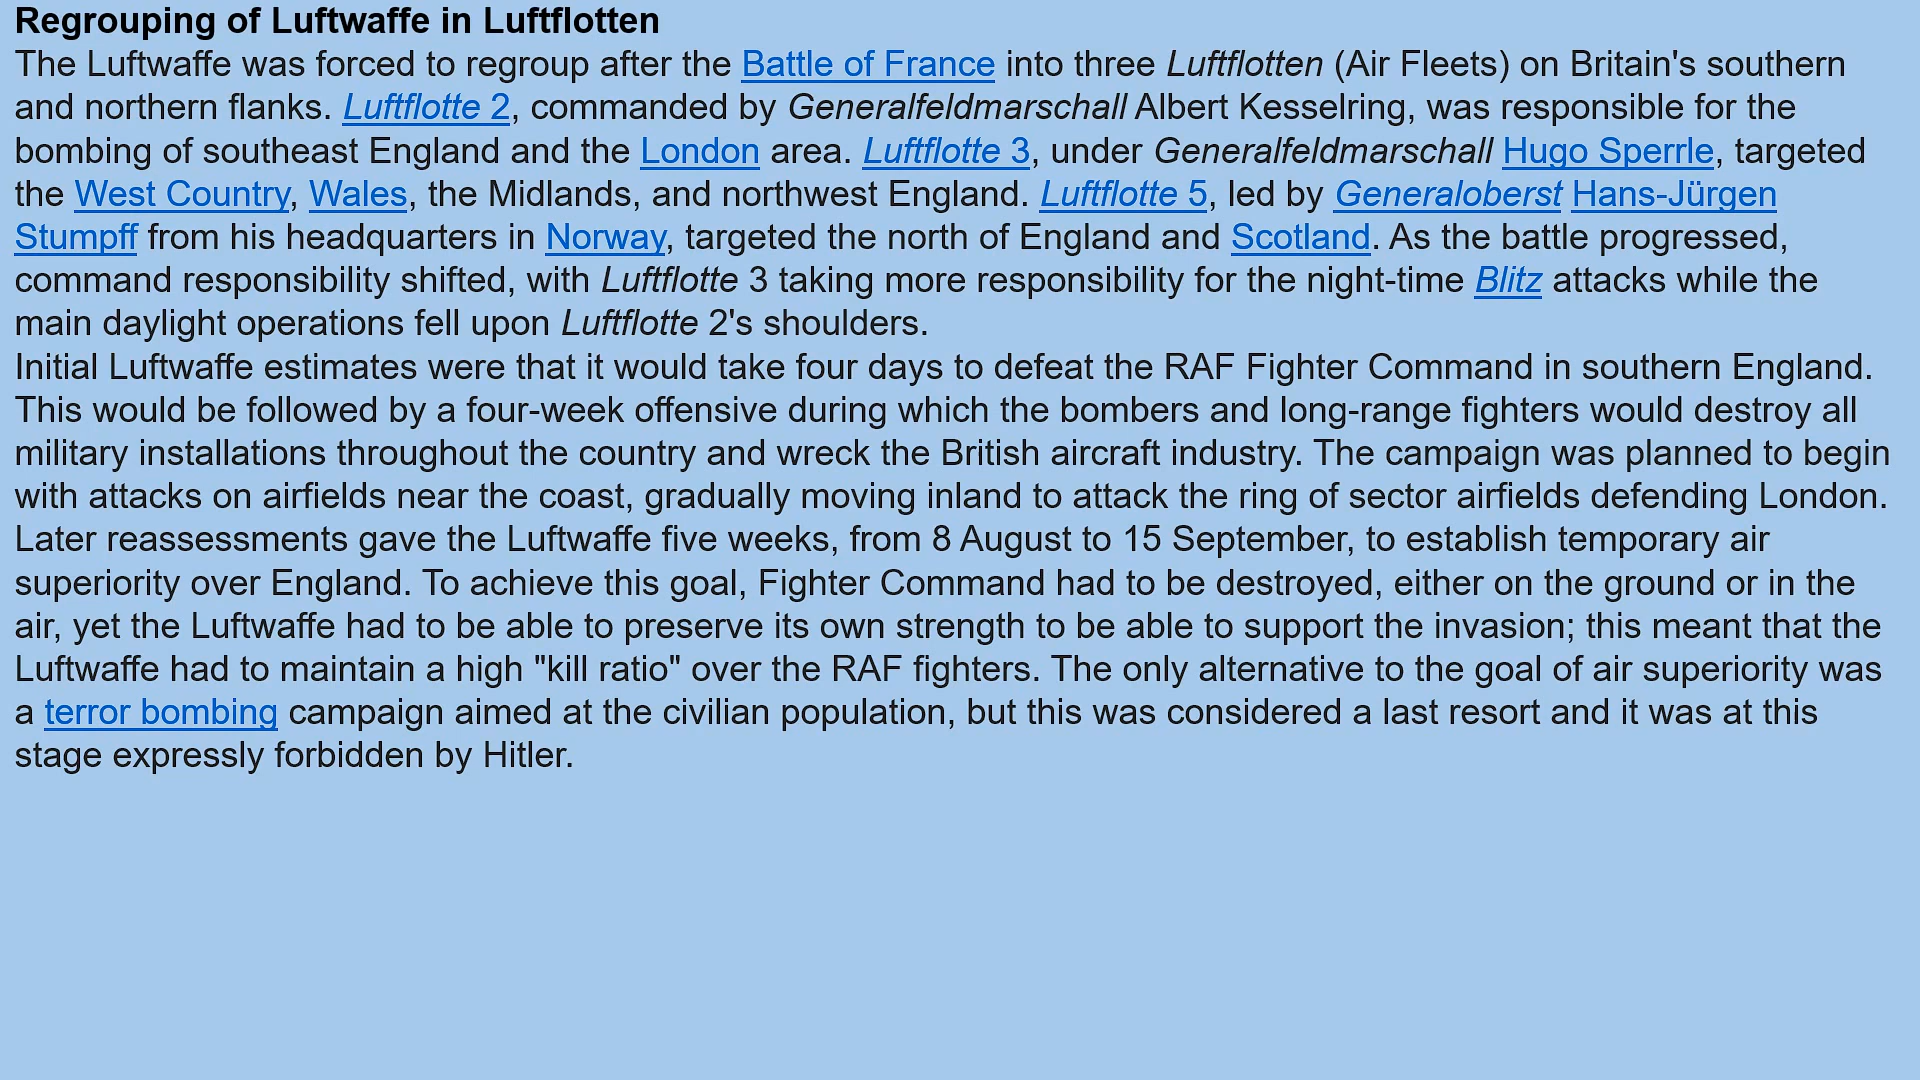 Regrouping of Luftwaffe in Luftflotten
The Luftwaffe was forced to regroup after the Battle of France into three Luftflotten (Air Fleets) on Britain's southern
and northern flanks. Luftflotte 2, commanded by Generalfeldmarschall Albert Kesselring, was responsible for the
bombing of southeast England and the London area. Luftflotte 3, under Generalfeldmarschall Hugo Sperrle, targeted
the West Country, Wales, the Midlands, and northwest England. Luftflotte 5, led by Generaloberst Hans-Jürgen
Stumpff from his headquarters in Norway, targeted the north of England and Scotland. As the battle progressed,
command responsibility shifted, with Luftflotte 3 taking more responsibility for the night-time Blitz attacks while the
main daylight operations fell upon Luftflotte 2's shoulders.
Initial Luftwaffe estimates were that it would take four days to defeat the RAF Fighter Command in southern England.
This would be followed by a four-week offensive during which the bombers and long-range fighters would destroy all
military installations throughout the country and wreck the British aircraft industry. The campaign was planned to begin
with attacks on airfields near the coast, gradually moving inland to attack the ring of sector airfields defending London.
Later reassessments gave the Luftwaffe five weeks, from 8 August to 15 September, to establish temporary air
superiority over England. To achieve this goal, Fighter Command had to be destroyed, either on the ground or in the
air, yet the Luftwaffe had to be able to preserve its own strength to be able to support the invasion; this meant that the
Luftwaffe had to maintain a high "kill ratio" over the RAF fighters. The only alternative to the goal of air superiority was
a terror bombing campaign aimed at the civilian population, but this was considered a last resort and it was at this
stage expressly forbidden by Hitler.